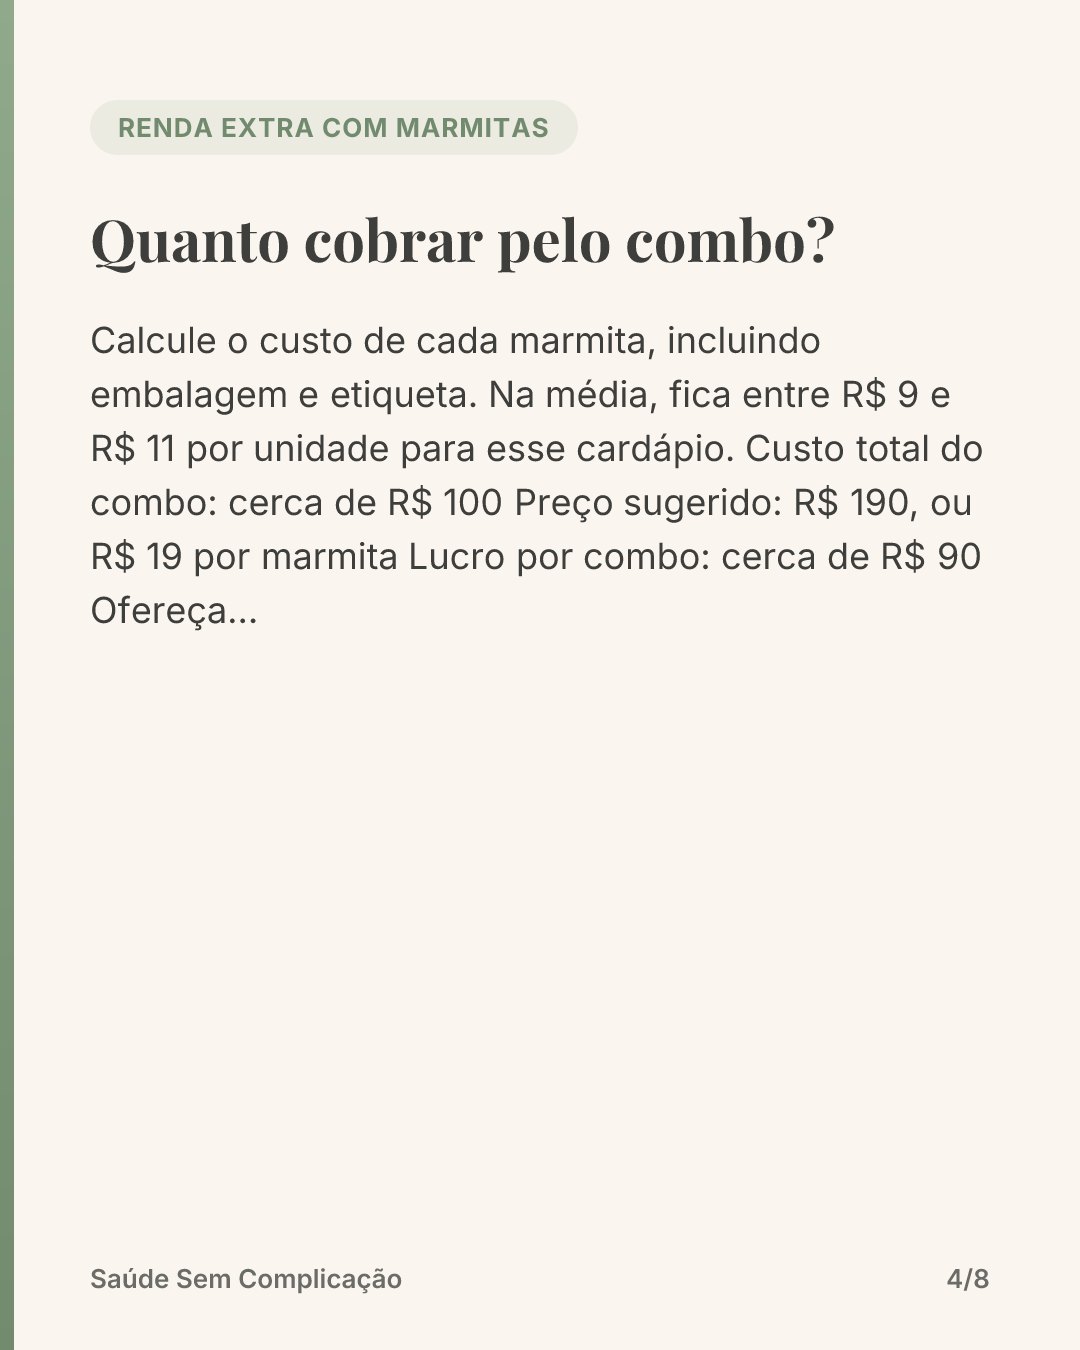 RENDA EXTRA COM MARMITAS
Quanto cobrar pelo combo?
Calcule o custo de cada marmita, incluindo
embalagem e etiqueta. Na média, fica entre R$ 9 e
R$ 11 por unidade para esse cardápio. Custo total do
combo: cerca de R$ 100 Preço sugerido: R$ 190, ou
R$ 19 por marmita Lucro por combo: cerca de R$ 90
Ofereça...
Saúde Sem Complicação
4/8